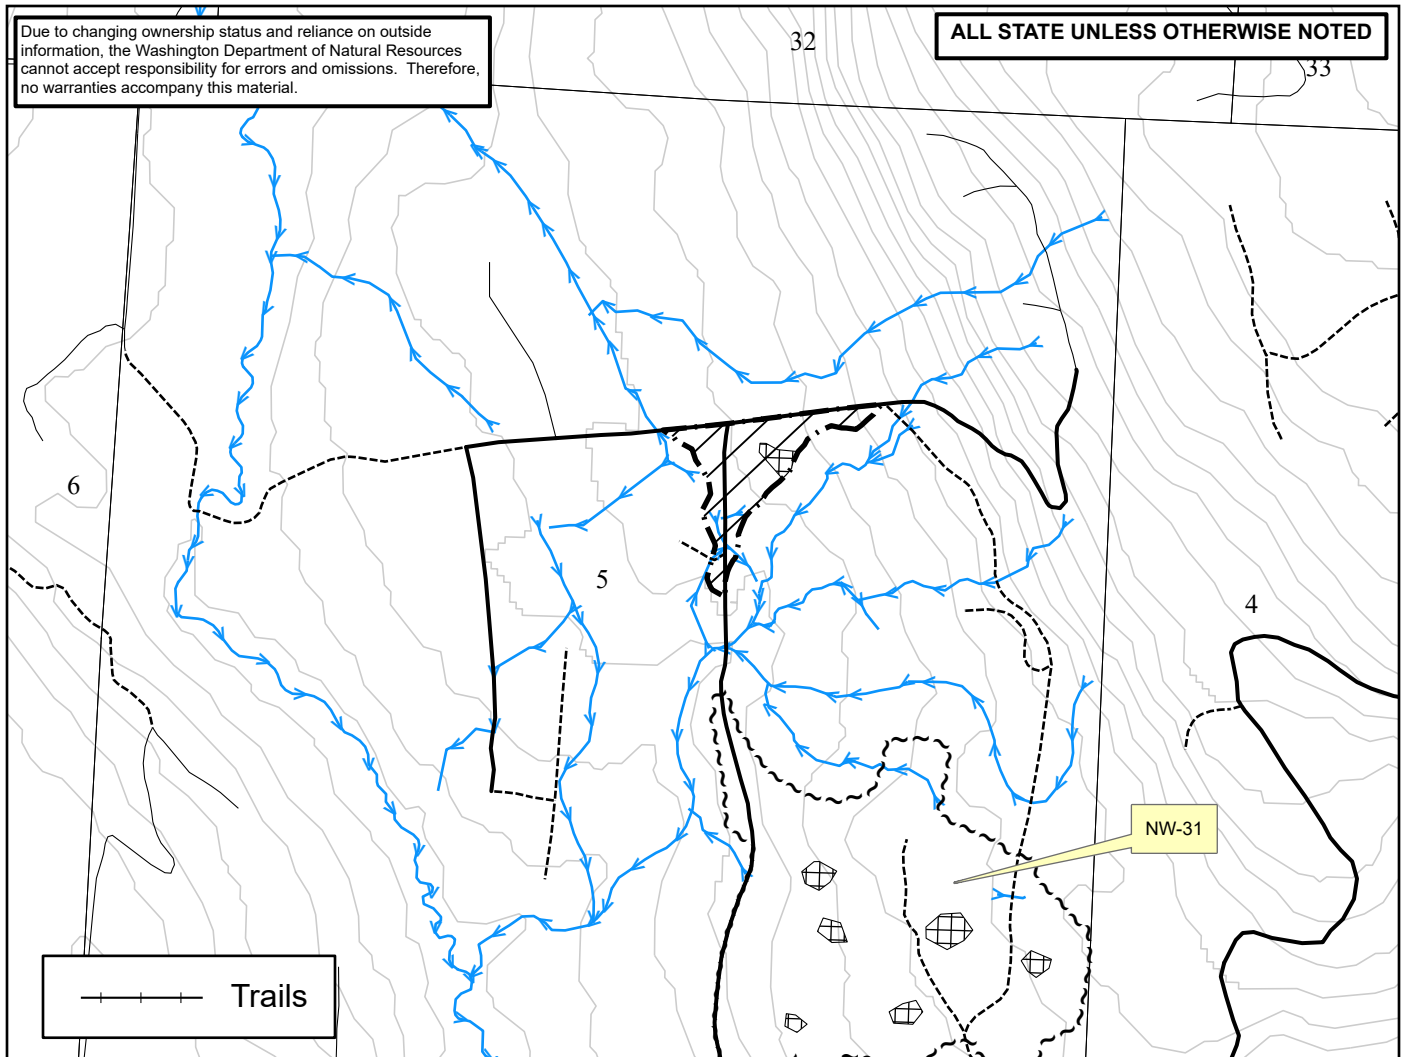 Due to changing ownership status and reliance on outside
information, the Washington Department of Natural Resources
cannot accept responsibility for errors and omissions.  Therefore,
no warranties accompany this material.
ALL STATE UNLESS OTHERWISE NOTED
32
33
6
5
4
NW-31
Trails